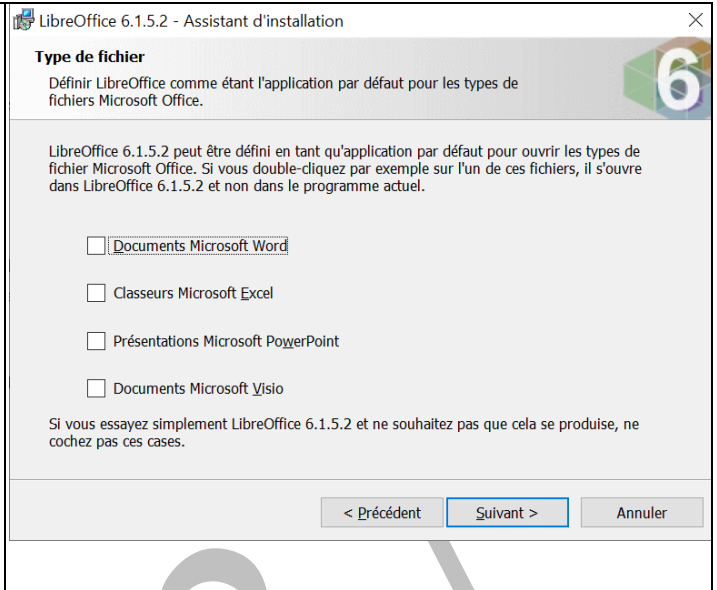 LibreOffice 6.1.5.2 - Assistant d'installation
Type de fichier
Définir LibreOffice comme étant l'application par défaut pour les types de
fichiers Microsoft Office.
6
LibreOffice 6.1.5.2 peut être défini en tant qu'application par défaut pour ouvrir les types de
fichier Microsoft Office. Si vous double-cliquez par exemple sur l'un de ces fichiers, il s'ouvre
dans LibreOffice 6.1.5.2 et non dans le programme actuel.
Documents Microsoft Word
Classeurs Microsoft Excel
Présentations Microsoft PowerPoint
Documents Microsoft Visio
Si vous essayez simplement LibreOffice 6.1.5.2 et ne souhaitez pas que cela se produise, ne
cochez pas ces cases.
< Précédent Suivant > Annuler